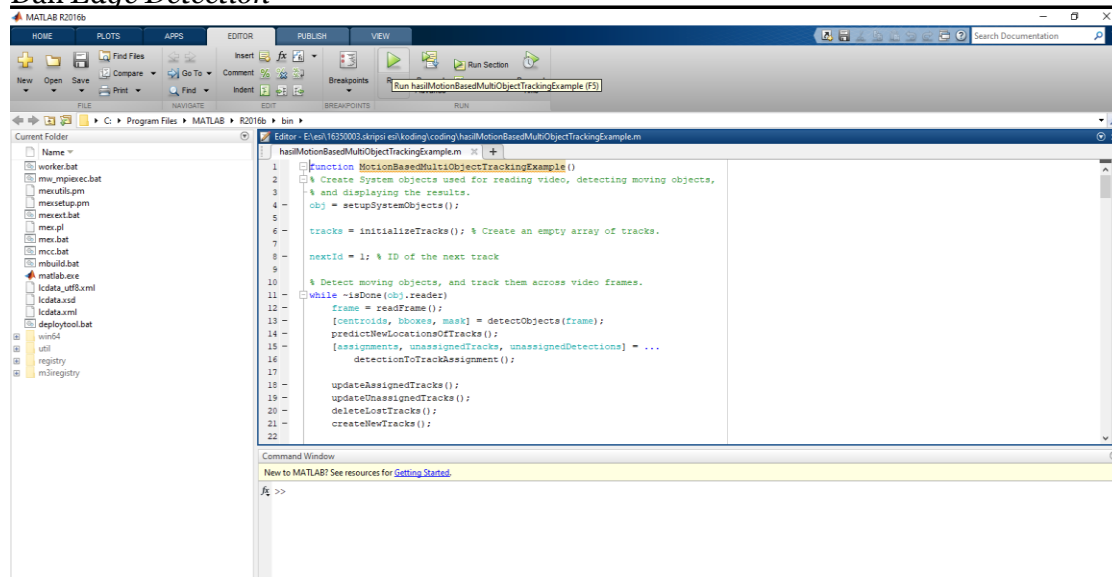 Dan Edge Detection
MATLAB R2016b
HOME PLOTS APPS EDITOR PUBLISH VIEW
Search Documentation
New Open Save Find Files Compare Print
Go To Find
Insert fx
Comment
Indent
Breakpoints
Run Section
Run hasilMotionBasedMultiObjectTrackingExample (F5)
FILE NAVIGATE EDIT BREAKPOINTS RUN
C: Program Files MATLAB R2016b bin
Current Folder
Name
worker.bat
mw_mpiexec.bat
mexutils.pm
mexsetup.pm
mexext.bat
mex.pl
mex.bat
mcc.bat
mbuild.bat
matlab.exe
lcdata_utf8.xml
lcdata.xsd
lcdata.xml
deploytool.bat
win64
util
registry
m3iregistry
Editor - E:\esi\16350003.skripsi esi\koding\coding\hasilMotionBasedMultiObjectTrackingExample.m
hasilMotionBasedMultiObjectTrackingExample.m
1 function MotionBasedMultiObjectTrackingExample()
2 % Create System objects used for reading video, detecting moving objects,
3 % and displaying the results.
4 - obj = setupSystemObjects();
5
6 - tracks = initializeTracks(); % Create an empty array of tracks.
7
8 - nextId = 1; % ID of the next track
9
10 % Detect moving objects, and track them across video frames.
11 - while ~isDone(obj.reader)
12 - frame = readFrame();
13 - [centroids, bboxes, mask] = detectObjects(frame);
14 - predictNewLocationsOfTracks();
15 - [assignments, unassignedTracks, unassignedDetections] = ...
16 detectionToTrackAssignment();
17
18 - updateAssignedTracks();
19 - updateUnassignedTracks();
20 - deleteLostTracks();
21 - createNewTracks();
22
Command Window
New to MATLAB? See resources for Getting Started.
fx >>